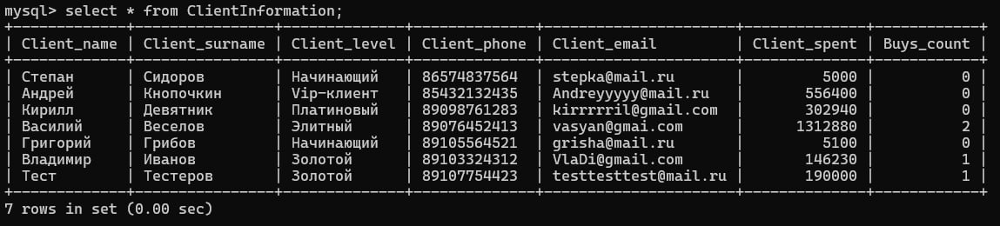 mysql> select * from ClientInformation;
+-------------+----------------+--------------+--------------+----------------------+--------------+------------+
| Client_name | Client_surname | Client_level | Client_phone | Client_email         | Client_spent | Buys_count |
+-------------+----------------+--------------+--------------+----------------------+--------------+------------+
| Степан      | Сидоров        | Начинающий   | 86574837564  | stepka@mail.ru       |         5000 |          0 |
| Андрей      | Кнопочкин      | Vip-клиент   | 85432132435  | Andreyyyyy@mail.ru   |       556400 |          0 |
| Кирилл      | Девятник       | Платиновый   | 89098761283  | kirrrrril@gmail.com  |       302940 |          0 |
| Василий     | Веселов        | Элитный      | 89076452413  | vasyan@gmai.com      |      1312880 |          2 |
| Григорий    | Грибов         | Начинающий   | 89105564521  | grisha@mail.ru       |         5100 |          0 |
| Владимир    | Иванов         | Золотой      | 89103324312  | VlaDi@gmail.com      |       146230 |          1 |
| Тест        | Тестеров       | Золотой      | 89107754423  | testtesttest@mail.ru |       190000 |          1 |
+-------------+----------------+--------------+--------------+----------------------+--------------+------------+
7 rows in set (0.00 sec)